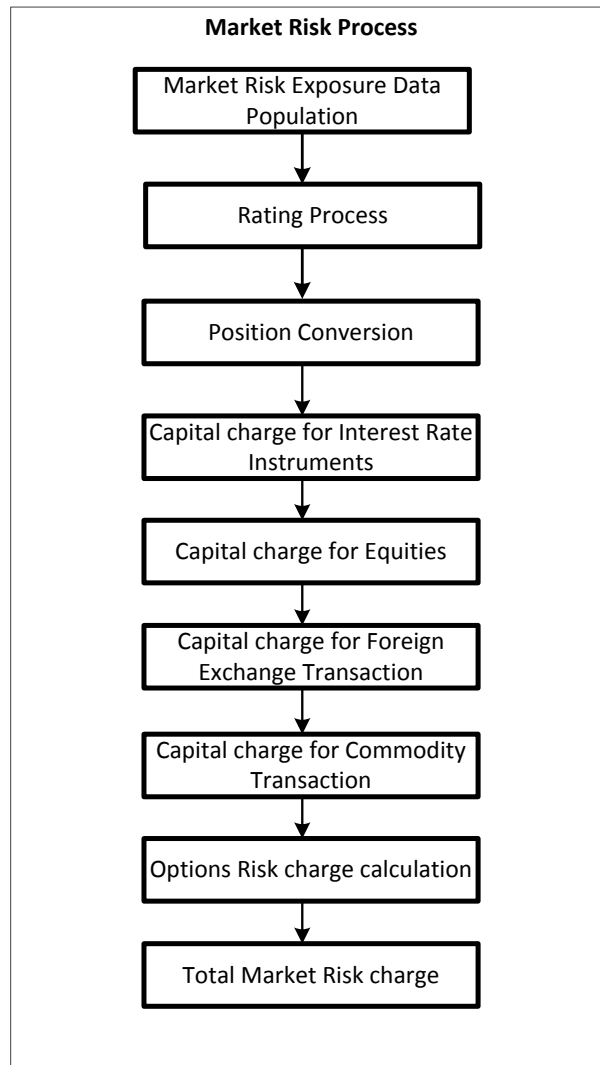 Market Risk Process
Market Risk Exposure Data
Population
Rating Process
Position Conversion
Capital charge for Interest Rate
Instruments
Capital charge for Equities
Capital charge for Foreign
Exchange Transaction
Capital charge for Commodity
Transaction
Options Risk charge calculation
Total Market Risk charge